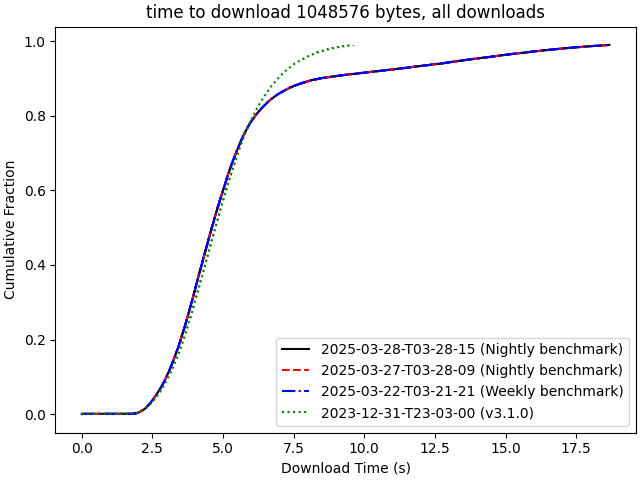 time to download 1048576 bytes, all downloads
Cumulative Fraction
1.0
0.8
0.6
0.4
0.2
0.0
0.0 2.5 5.0 7.5 10.0 12.5 15.0 17.5
Download Time (s)
2025-03-28-T03-28-15 (Nightly benchmark)
2025-03-27-T03-28-09 (Nightly benchmark)
2025-03-22-T03-21-21 (Weekly benchmark)
2023-12-31-T23-03-00 (v3.1.0)